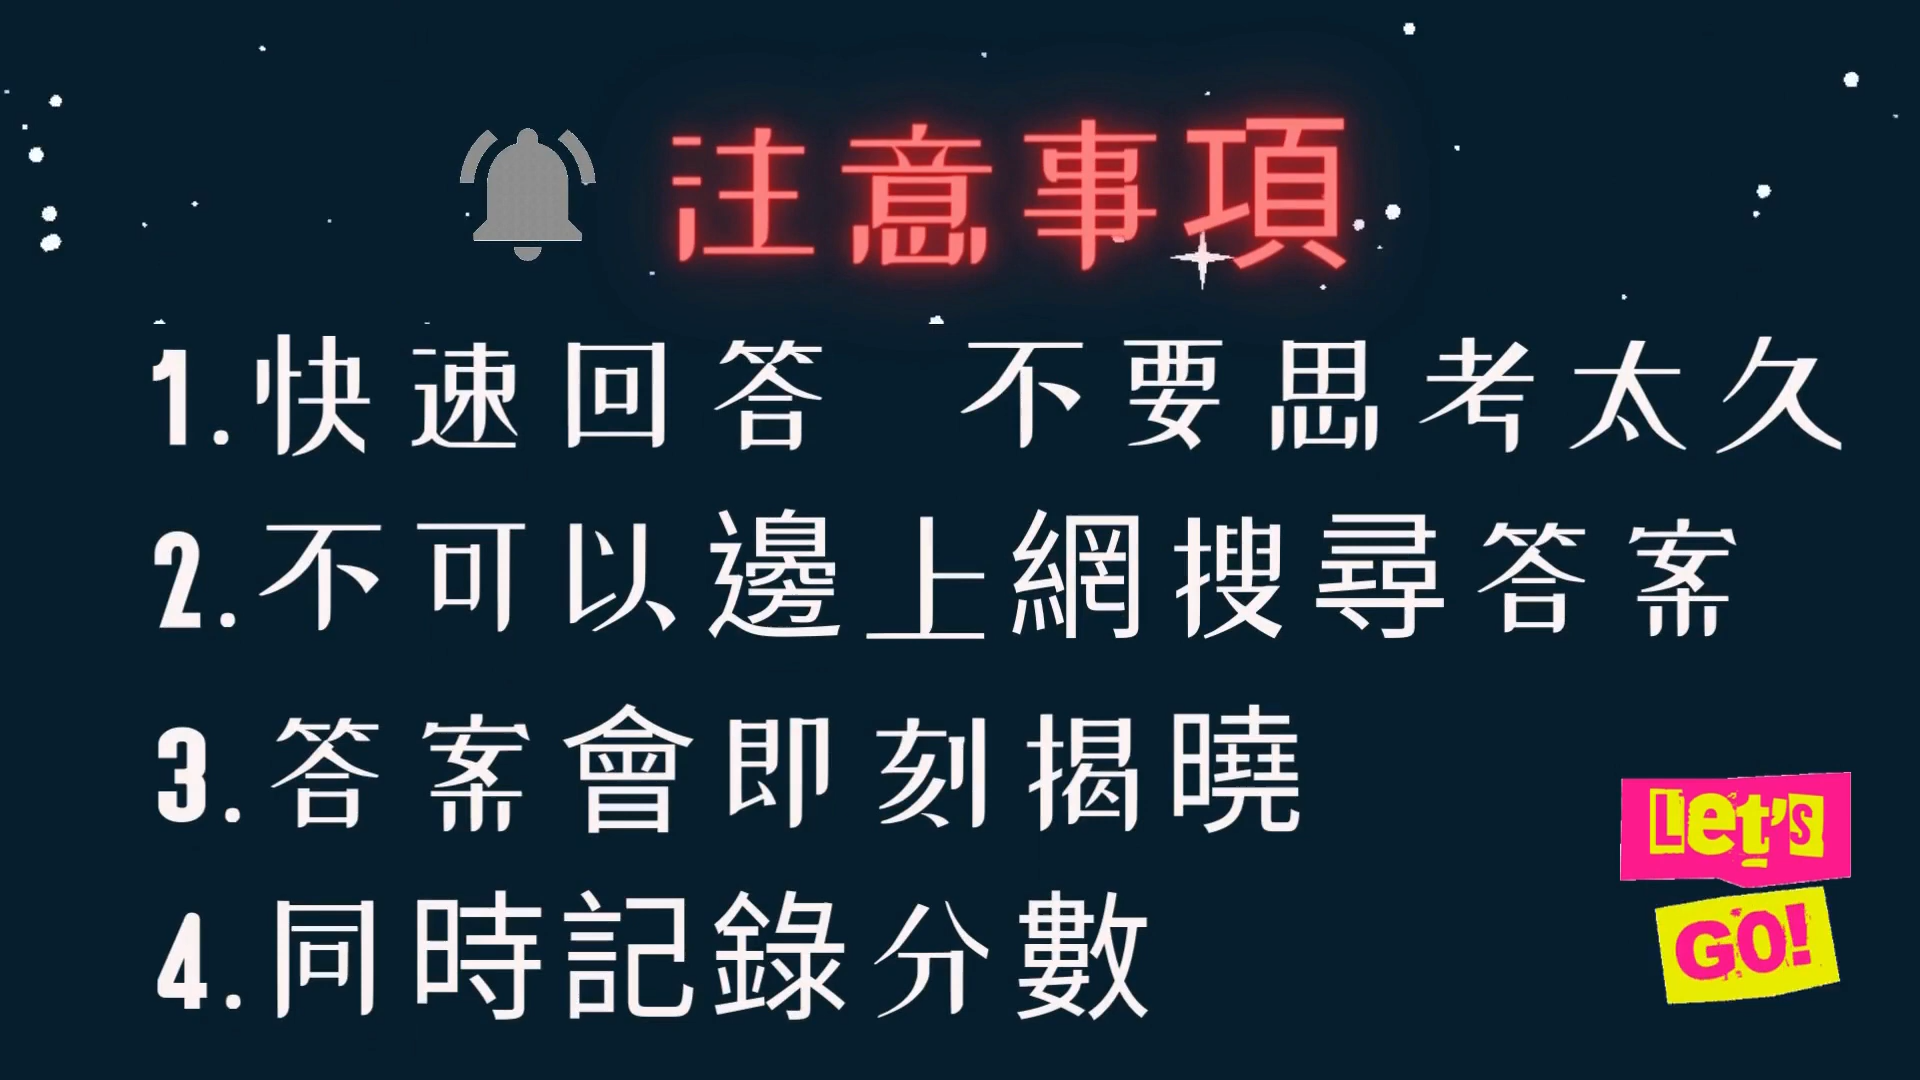 注意事項
1.快速回答 不要思考太久
2.不可以邊上網搜尋答案
3.答案會即刻揭曉
4.同時記錄分數
Let's
GO!